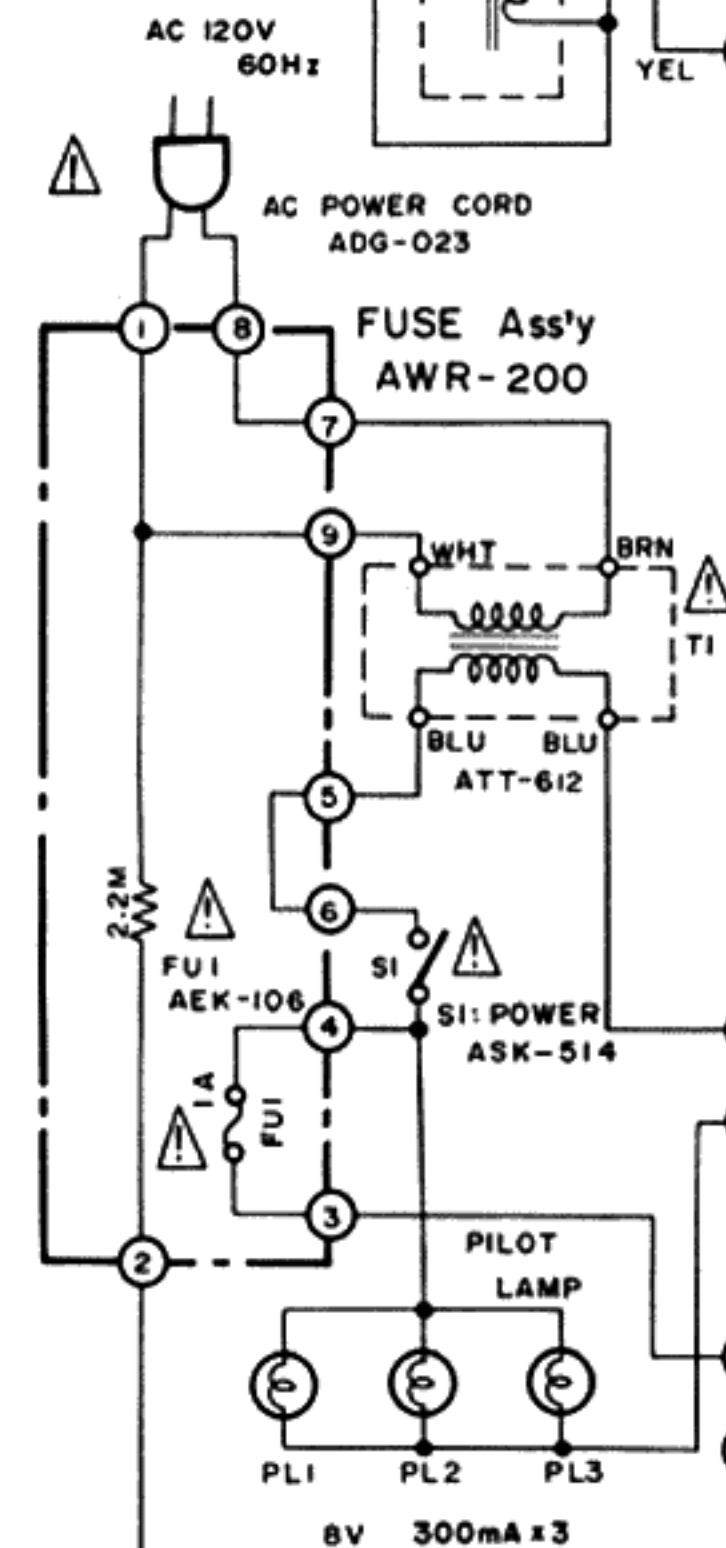 AC 120V
60Hz
YEL
!
AC POWER CORD
ADG-023
1
8
FUSE Ass'y
AWR-200
7
9
WHT
BRN
!
T1
BLU
BLU
ATT-612
5
2.2M
!
6
FU1
AEK-106
S1
!
4
S1: POWER
ASK-514
1A
FU1
!
3
PILOT
LAMP
2
PL1
PL2
PL3
8V 300mA x 3